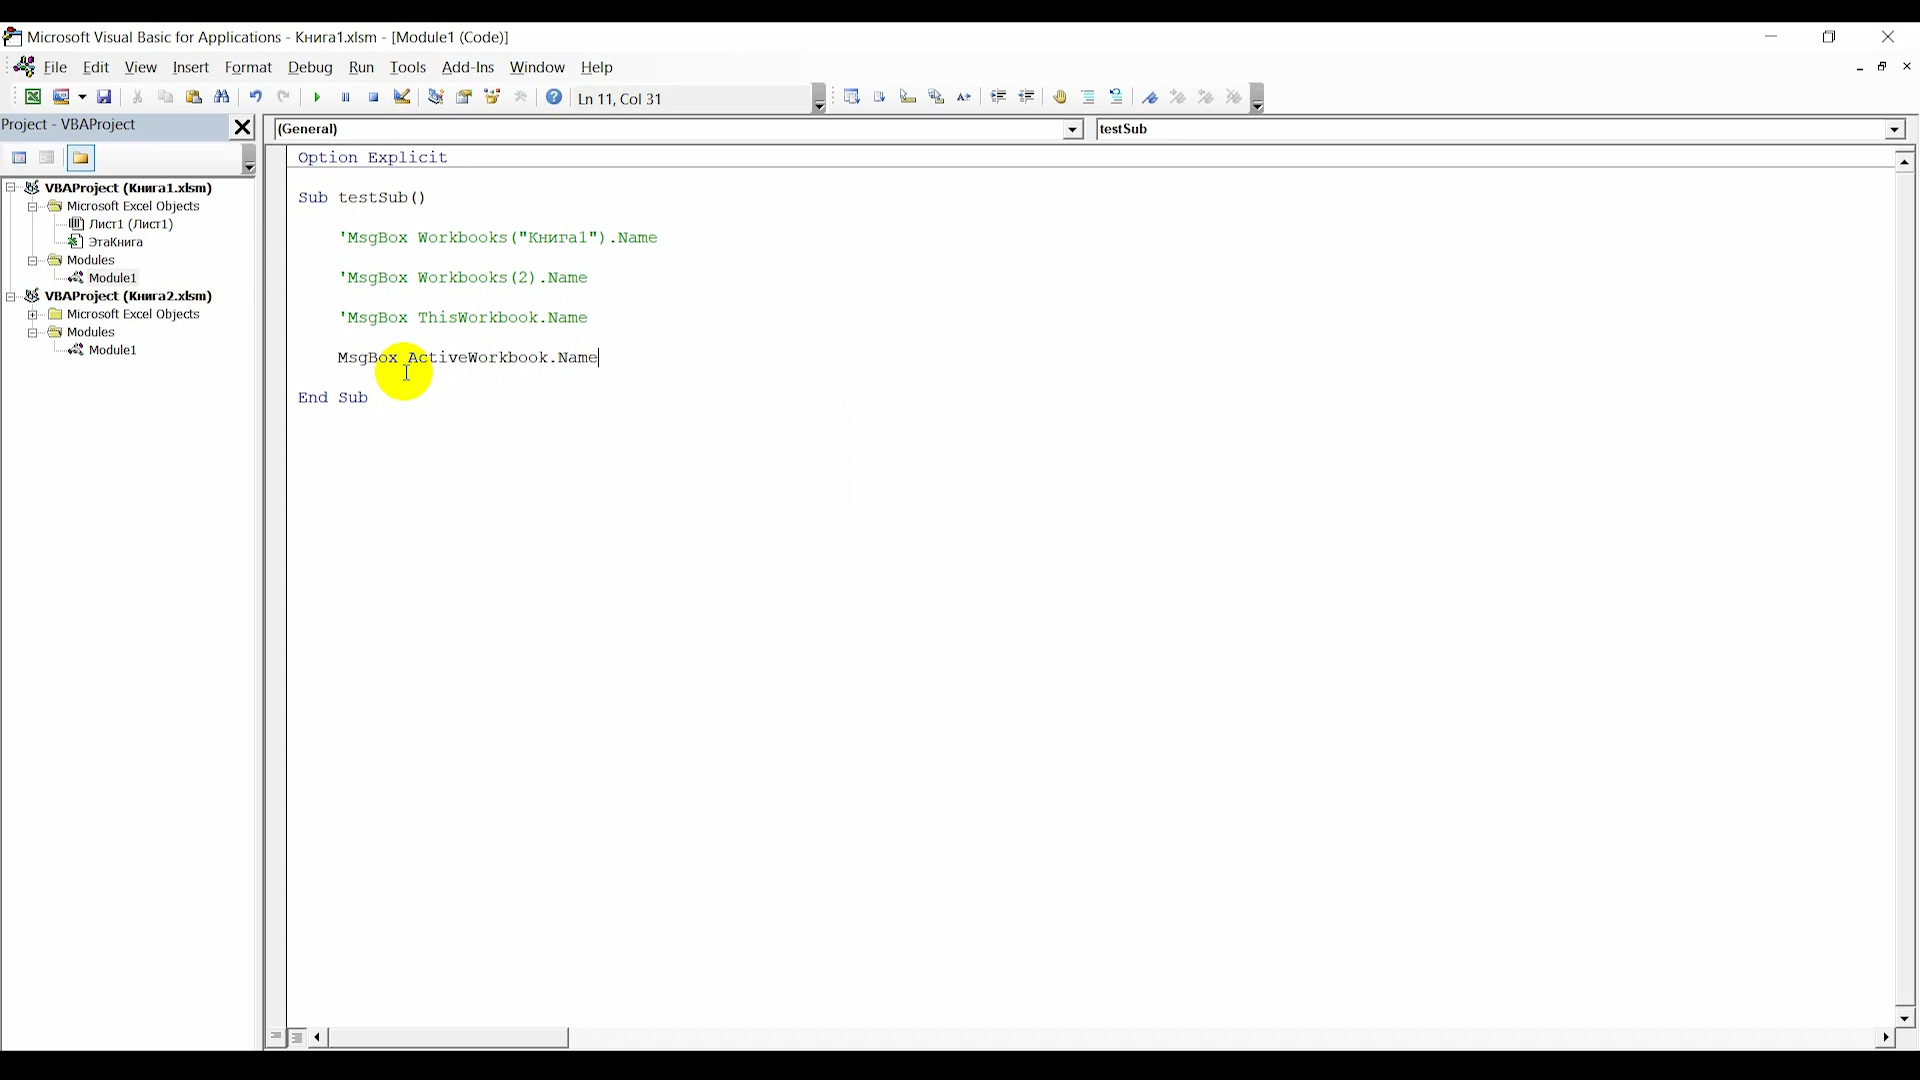 Microsoft Visual Basic for Applications - Книга1.xlsm - [Module1 (Code)]
File Edit View Insert Format Debug Run Tools Add-Ins Window Help
Ln 11, Col 31
Project - VBAProject
(General)
testSub
VBAProject (Книга1.xlsm)
Microsoft Excel Objects
Лист1 (Лист1)
ЭтаКнига
Modules
Module1
VBAProject (Книга2.xlsm)
Microsoft Excel Objects
Modules
Module1
Option Explicit
Sub testSub()
'MsgBox Workbooks("Книга1").Name
'MsgBox Workbooks(2).Name
'MsgBox ThisWorkbook.Name
MsgBox ActiveWorkbook.Name
End Sub